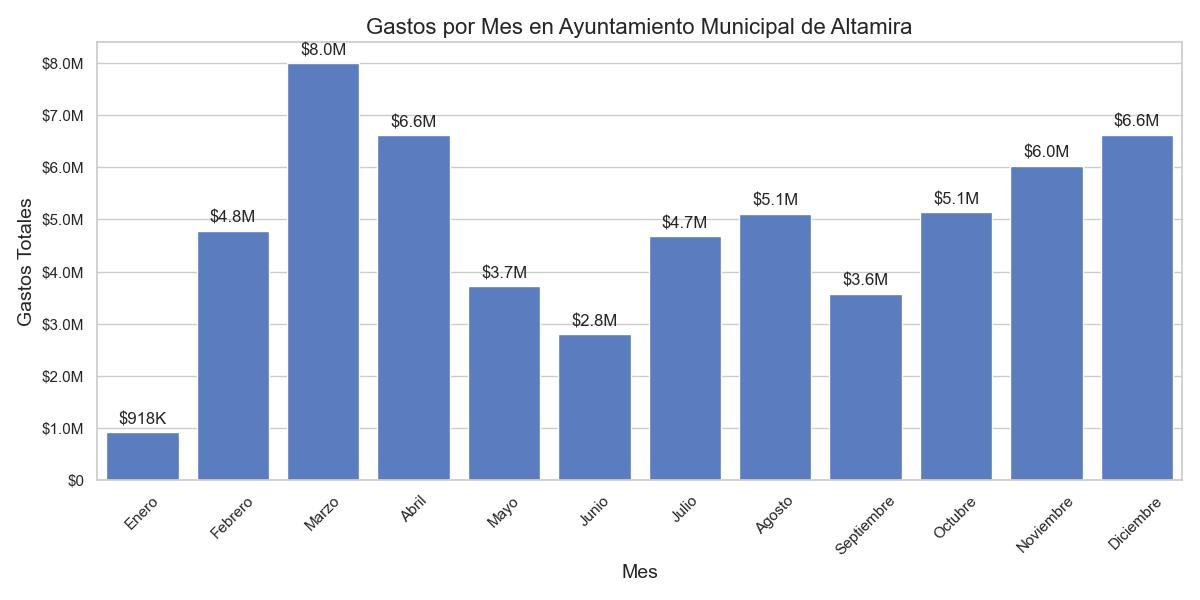 Gastos por Mes en Ayuntamiento Municipal de Altamira
Gastos Totales
$8.0M
$7.0M
$6.0M
$5.0M
$4.0M
$3.0M
$2.0M
$1.0M
$0
$918K
$4.8M
$8.0M
$6.6M
$3.7M
$2.8M
$4.7M
$5.1M
$3.6M
$5.1M
$6.0M
$6.6M
Enero
Febrero
Marzo
Abril
Mayo
Junio
Julio
Agosto
Septiembre
Octubre
Noviembre
Diciembre
Mes